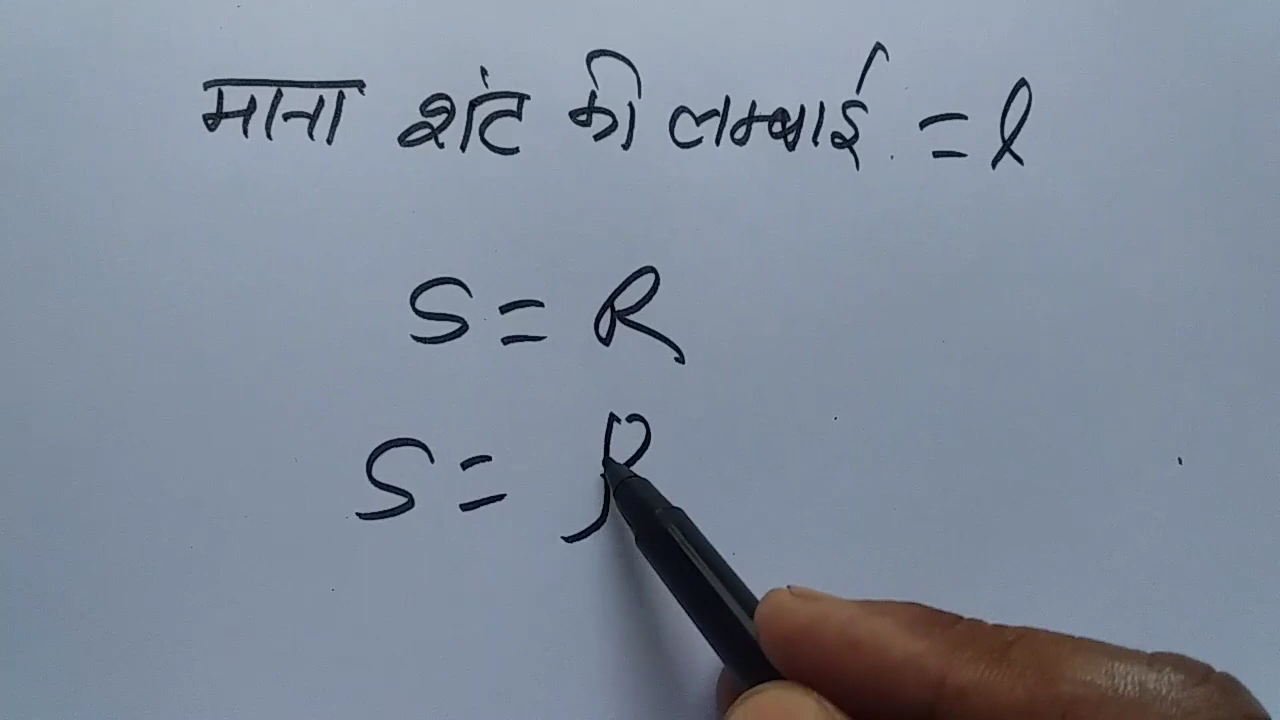 माना शंट की लम्बाई = l
S = R
S = ρ